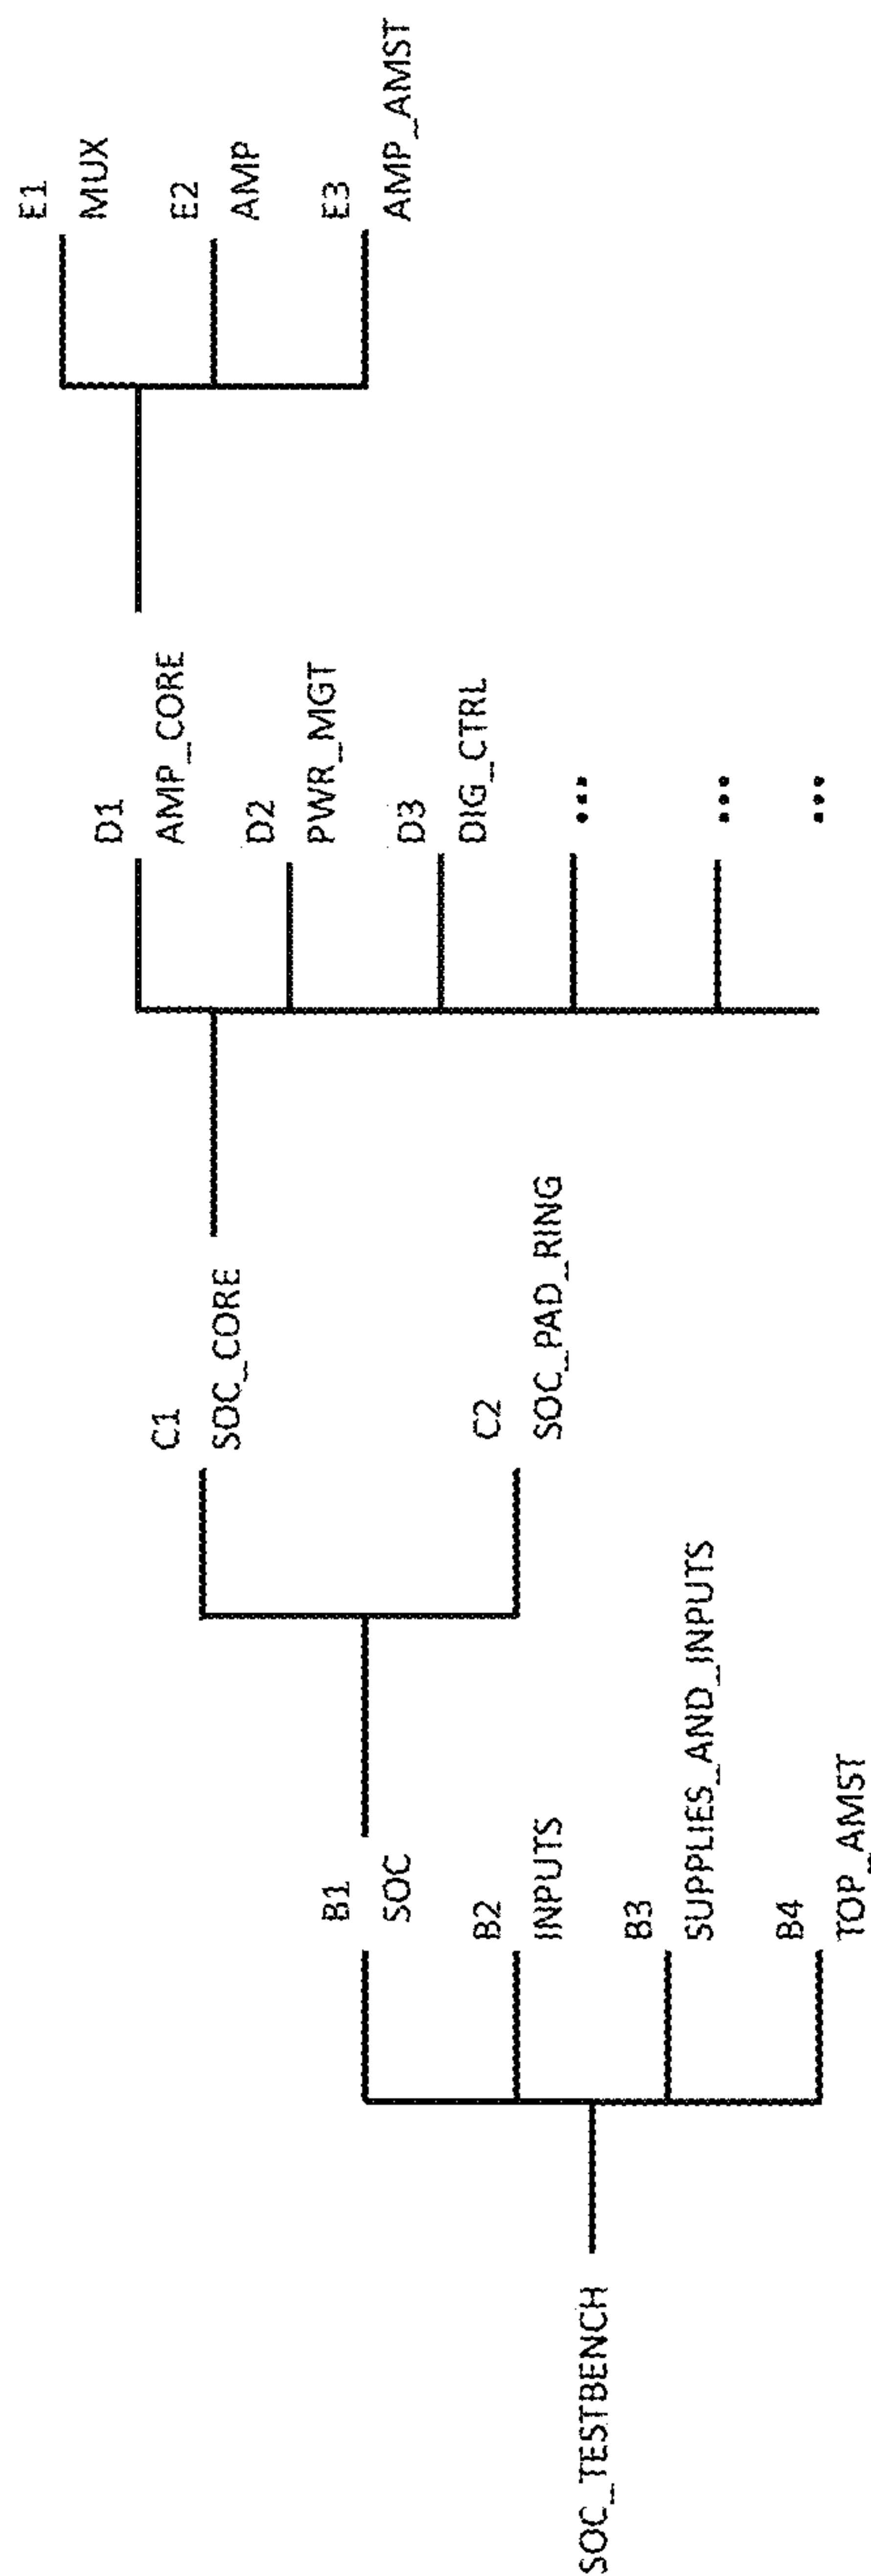 SOC_TESTBENCH
B1
SOC
B2
INPUTS
B3
SUPPLIES_AND_INPUTS
B4
TOP_AMST
C1
SOC_CORE
C2
SOC_PAD_RING
D1
AMP_CORE
D2
PWR_MGT
D3
DIG_CTRL
...
...
...
E1
MUX
E2
AMP
E3
AMP_AMST